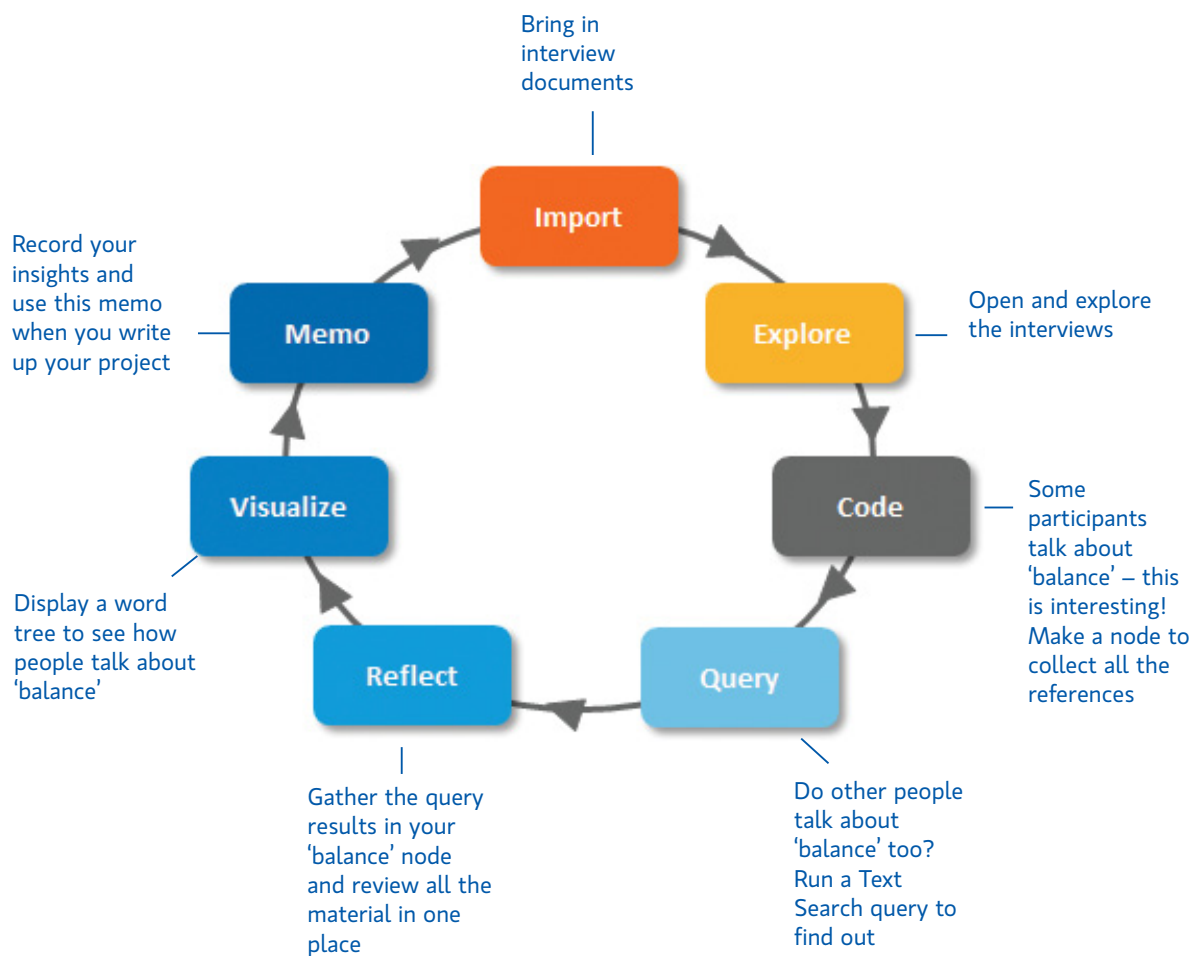 Bring in
interview
documents
Import
Explore
Open and explore
the interviews
Code
Some
participants
talk about
‘balance’ – this
is interesting!
Make a node to
collect all the
references
Query
Do other people
talk about
‘balance’ too?
Run a Text
Search query to
find out
Reflect
Gather the query
results in your
‘balance’ node
and review all the
material in one
place
Visualize
Display a word
tree to see how
people talk about
‘balance’
Memo
Record your
insights and
use this memo
when you write
up your project